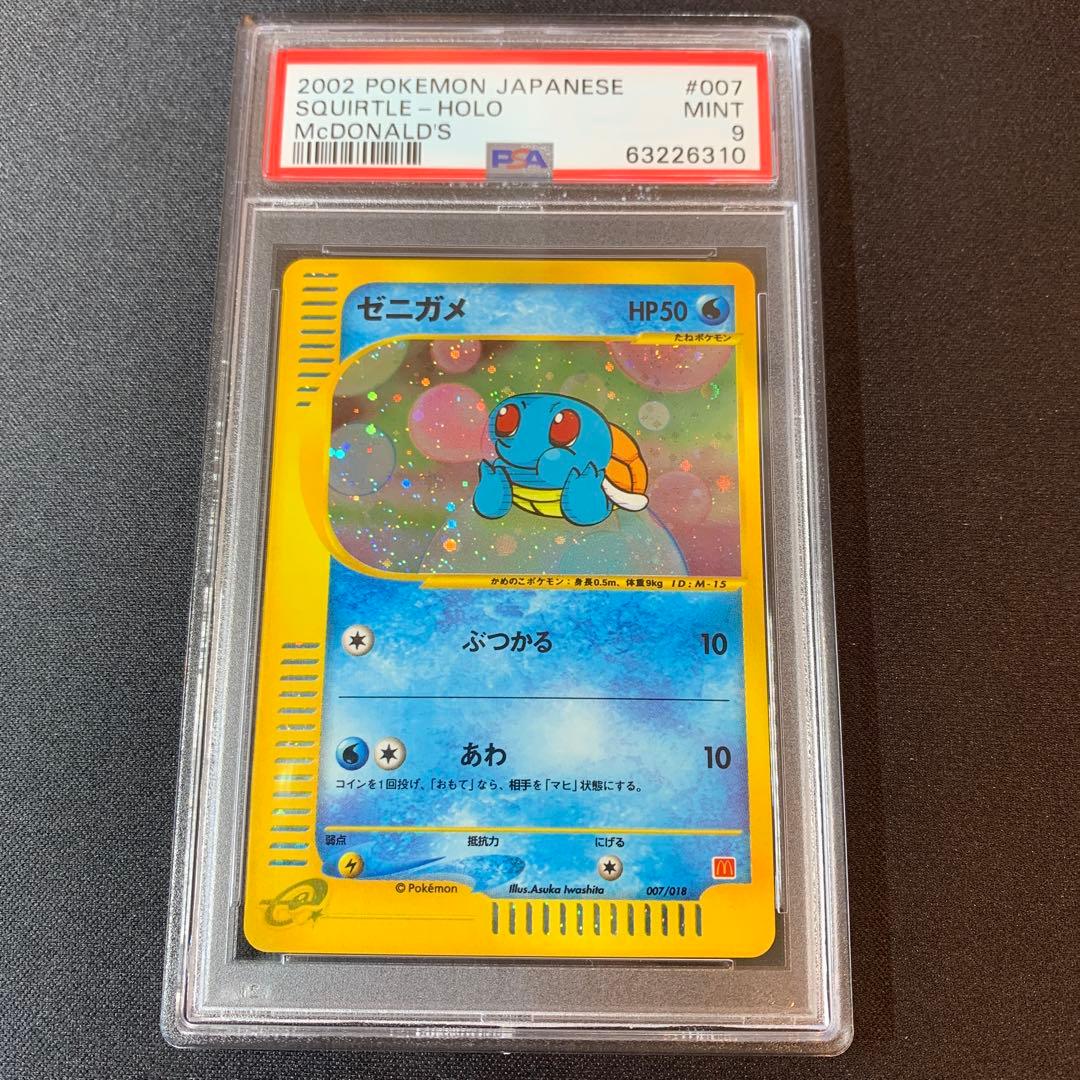 2002 POKEMON JAPANESE #007
SQUIRTLE - HOLO MINT
McDONALD'S 9
PSA 63226310
ゼニガメ HP50
たねポケモン
かめのこポケモン：身長0.5m、体重9kg ID:M-15
ぶつかる 10
あわ 10
コインを1回投げ、「おもて」なら、相手を「マヒ」状態にする。
弱点 抵抗力 にげる
©Pokémon Illus.Asuka Iwashita 007/018
e